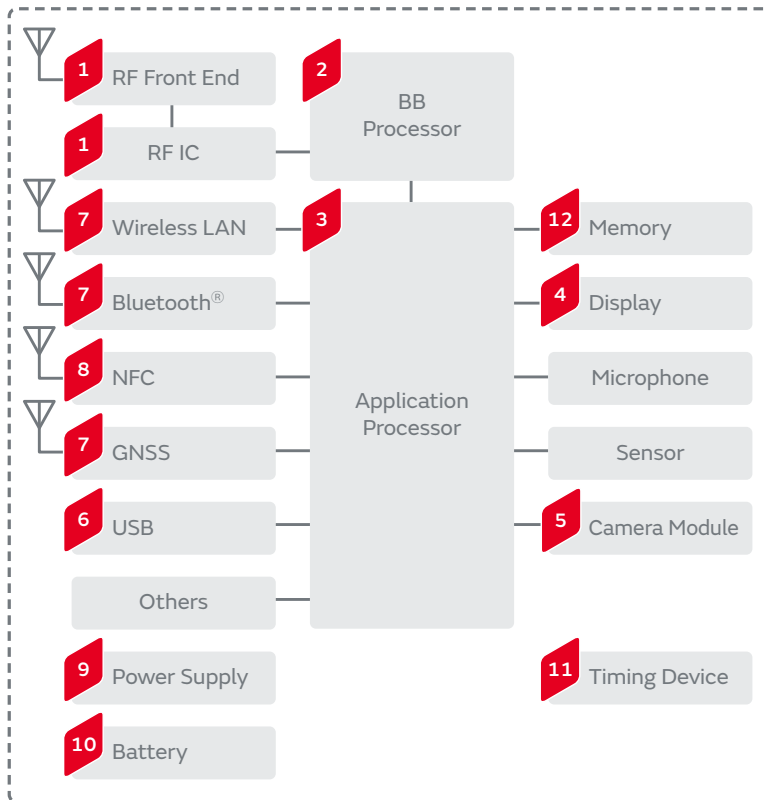 1
RF Front End
2
BB
Processor
1
RF IC
7
Wireless LAN
3
12
Memory
7
Bluetooth®
4
Display
8
NFC
Application
Processor
Microphone
7
GNSS
Sensor
6
USB
5
Camera Module
Others
9
Power Supply
11
Timing Device
10
Battery